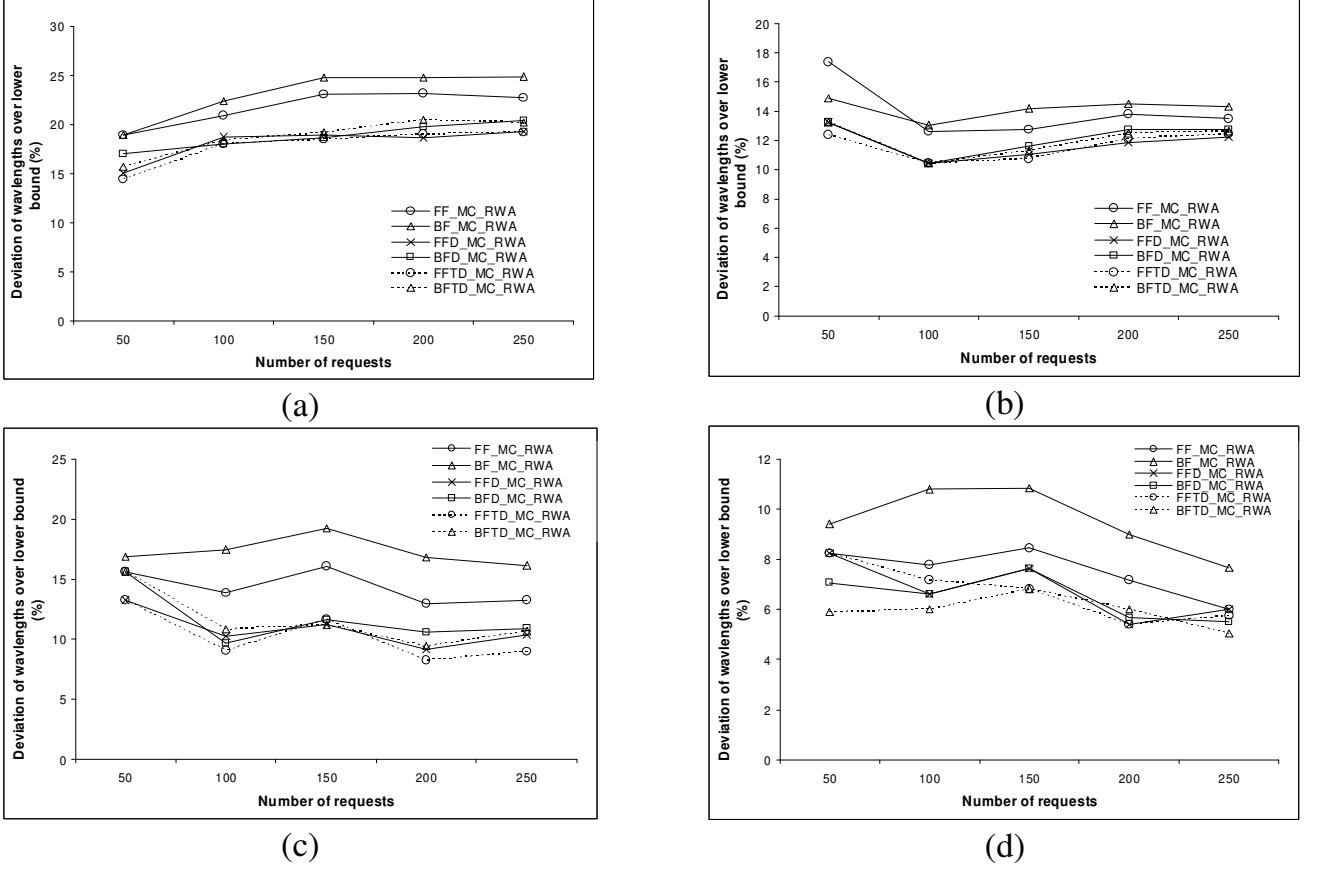 Deviation of wavlengths over lower
bound (%)
30
25
20
15
10
5
0
50 100 150 200 250
Number of requests
FF_MC_RWA
BF_MC_RWA
FFD_MC_RWA
BFD_MC_RWA
FFTD_MC_RWA
BFTD_MC_RWA
(a)
Deviation of wavlengths over lower
bound (%)
20
18
16
14
12
10
8
6
4
2
0
50 100 150 200 250
Number of requests
FF_MC_RWA
BF_MC_RWA
FFD_MC_RWA
BFD_MC_RWA
FFTD_MC_RWA
BFTD_MC_RWA
(b)
Deviation of wavlengths over lower bound
(%)
25
20
15
10
5
0
50 100 150 200 250
Number of requests
FF_MC_RWA
BF_MC_RWA
FFD_MC_RWA
BFD_MC_RWA
FFTD_MC_RWA
BFTD_MC_RWA
(c)
Deviation of wavlengths over lower bound
(%)
12
10
8
6
4
2
0
50 100 150 200 250
Number of requests
FF_MC_RWA
BF_MC_RWA
FFD_MC_RWA
BFD_MC_RWA
FFTD_MC_RWA
BFTD_MC_RWA
(d)